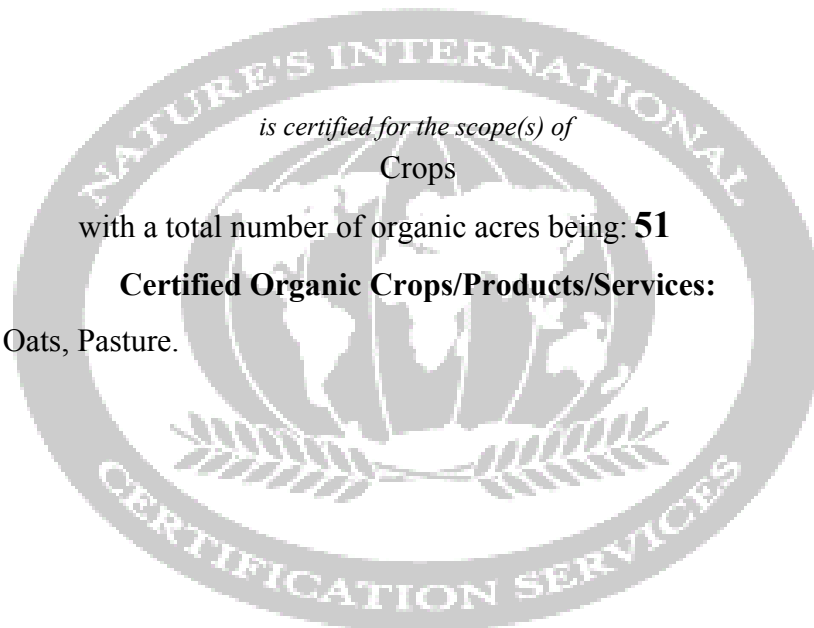 NATURE'S INTERNATIONAL
is certified for the scope(s) of
Crops
with a total number of organic acres being: 51
Certified Organic Crops/Products/Services:
Oats, Pasture.
CERTIFICATION SERVICES